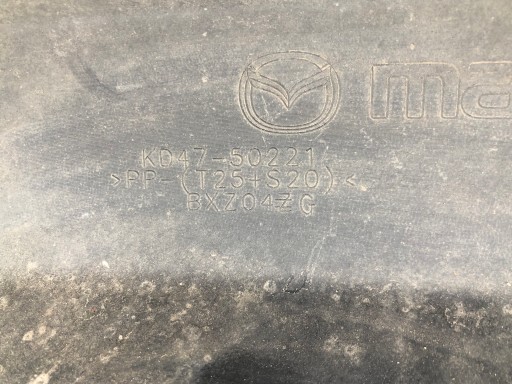 ma
KD47-50221
>PP-(T25+S20)<
BXZ04Z G